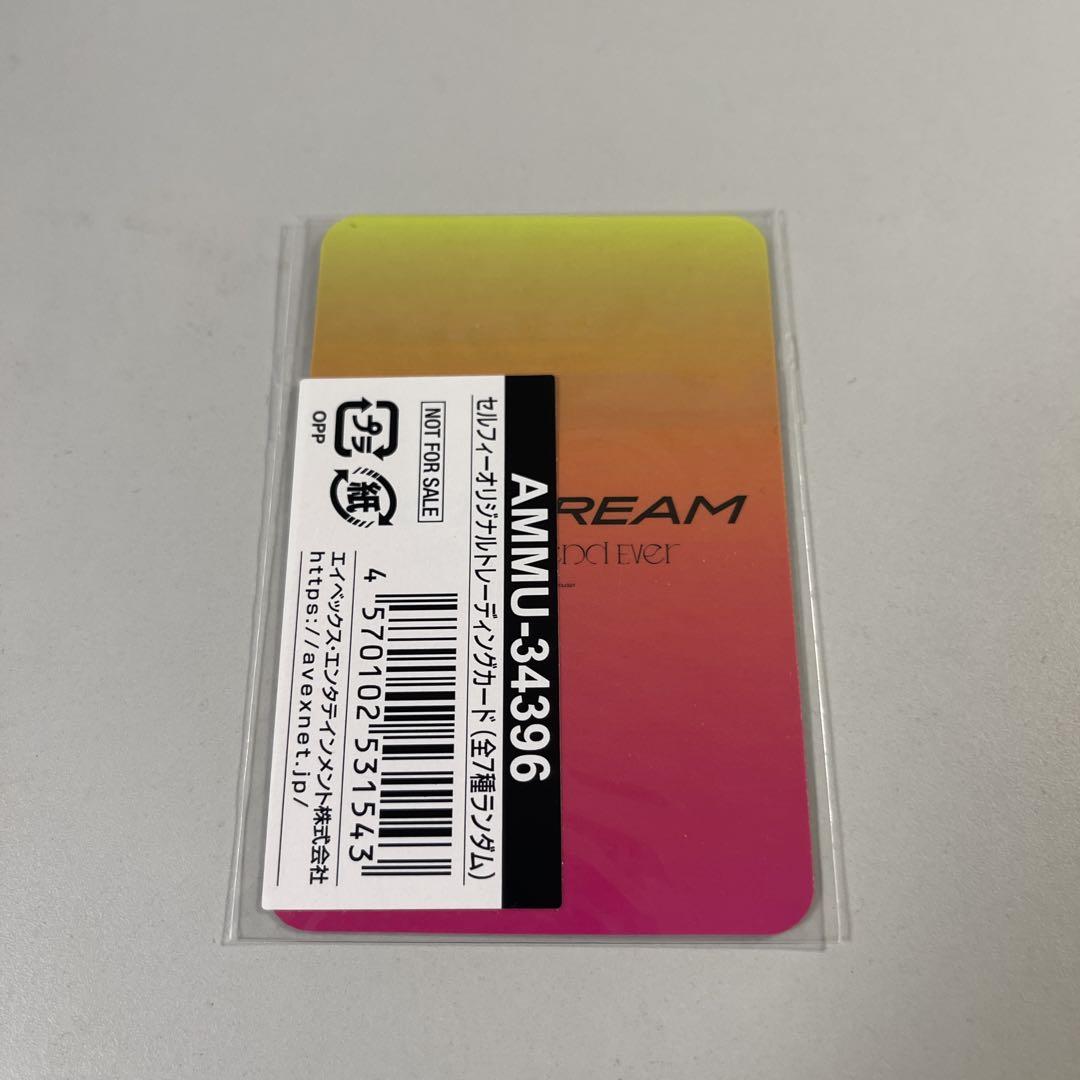 AMMU-34396
セルフィーオリジナルトレーディングカード (全7種ランダム)
NOT FOR SALE
プラ
紙
OPP
4 570102 531543
エイベックス・エンタテインメント株式会社
https://avexnet.jp/
REAM
Ever